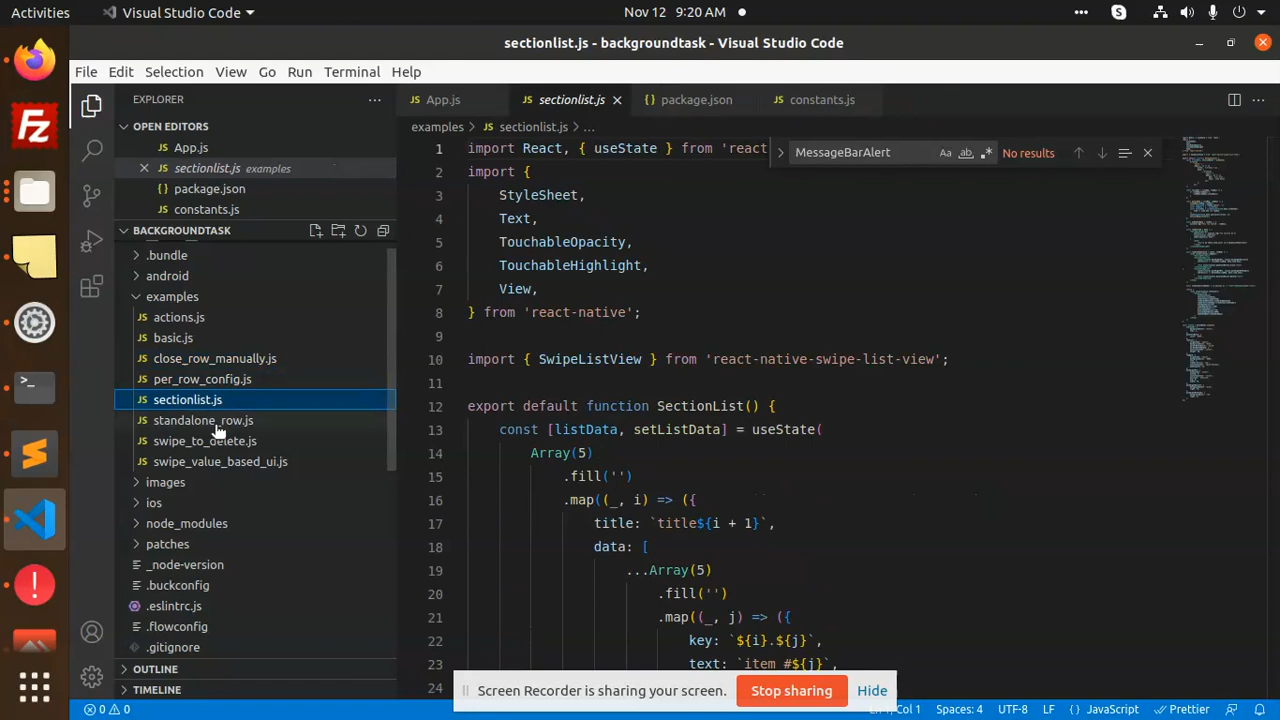 Activities Visual Studio Code Nov 12 9:20 AM
sectionlist.js - backgroundtask - Visual Studio Code
File Edit Selection View Go Run Terminal Help
EXPLORER
OPEN EDITORS
JS App.js
JS sectionlist.js examples
JS package.json
JS constants.js
BACKGROUNDTASK
.bundle
android
examples
JS actions.js
JS basic.js
JS close_row_manually.js
JS per_row_config.js
JS sectionlist.js
JS standalone_row.js
JS swipe_to_delete.js
JS swipe_value_based_ui.js
images
ios
node_modules
patches
_node-version
.buckconfig
.eslintrc.js
.flowconfig
.gitignore
OUTLINE
TIMELINE
JS App.js JS sectionlist.js JS package.json JS constants.js
examples > JS sectionlist.js > ...
MessageBarAlert Aa ab No results
1 import React, { useState } from 'react
2 import {
3 StyleSheet,
4 Text,
5 TouchableOpacity,
6 TouchableHighlight,
7 View,
8 } from 'react-native';
9
10 import { SwipeListView } from 'react-native-swipe-list-view';
11
12 export default function SectionList() {
13 const [listData, setListData] = useState(
14 Array(5)
15 .fill('')
16 .map((_, i) => ({
17 title: `title${i + 1}`,
18 data: [
19 ...Array(5)
20 .fill('')
21 .map((_, j) => ({
22 key: `${i}.${j}`,
23 text: `item #${j}`,
24
Screen Recorder is sharing your screen. Stop sharing Hide
0 0 Spaces: 4 UTF-8 LF { } JavaScript Prettier